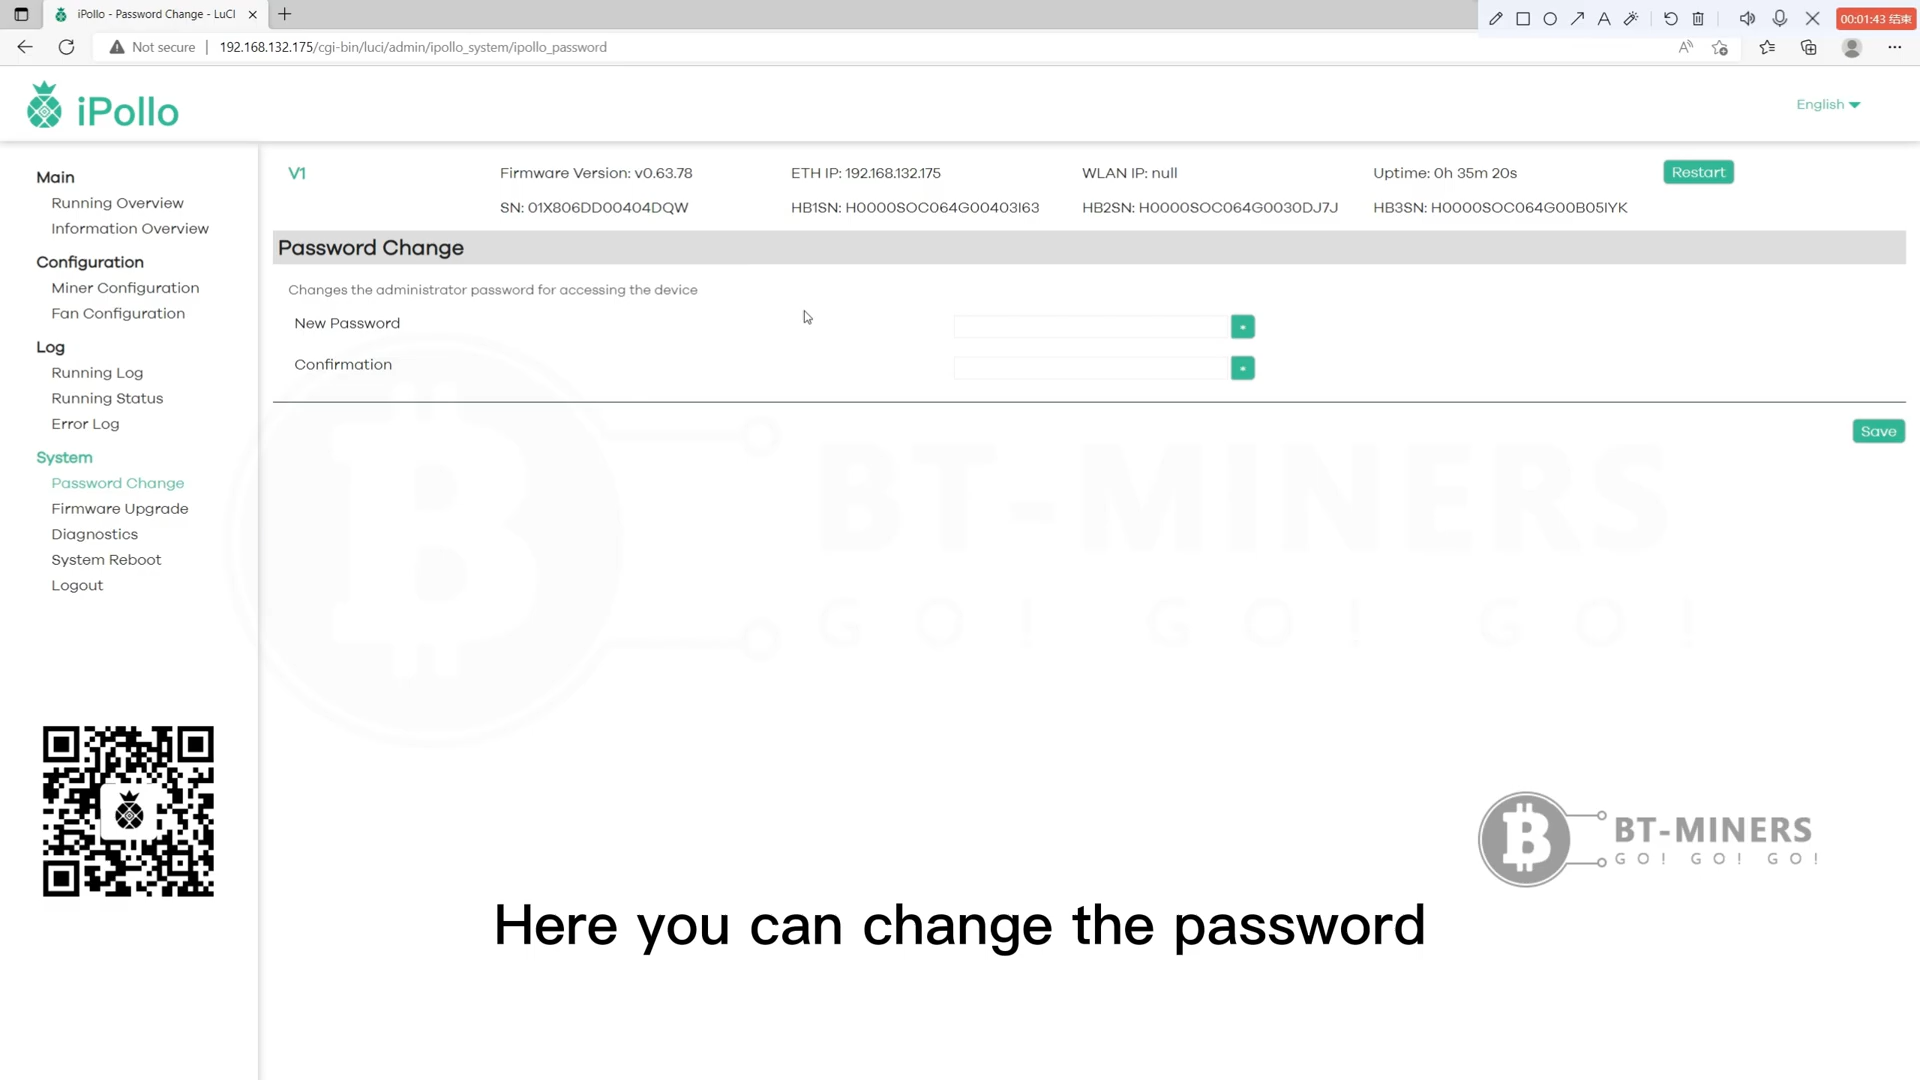 iPollo - Password Change - LuCI
00:01:43 结束
Not secure
192.168.132.175/cgi-bin/luci/admin/ipollo_system/ipollo_password
iPollo
English
Main
Running Overview
Information Overview
Configuration
Miner Configuration
Fan Configuration
Log
Running Log
Running Status
Error Log
System
Password Change
Firmware Upgrade
Diagnostics
System Reboot
Logout
V1
Firmware Version: v0.63.78
ETH IP: 192.168.132.175
WLAN IP: null
Uptime: 0h 35m 20s
Restart
SN: 01X806DD00404DQW
HB1SN: H0000SOC064G00403I63
HB2SN: H0000SOC064G0030DJ7J
HB3SN: H0000SOC064G00B05IYK
Password Change
Changes the administrator password for accessing the device
New Password
Confirmation
Save
BT-MINERS
GO! GO! GO!
BT-MINERS
GO! GO! GO!
Here you can change the password